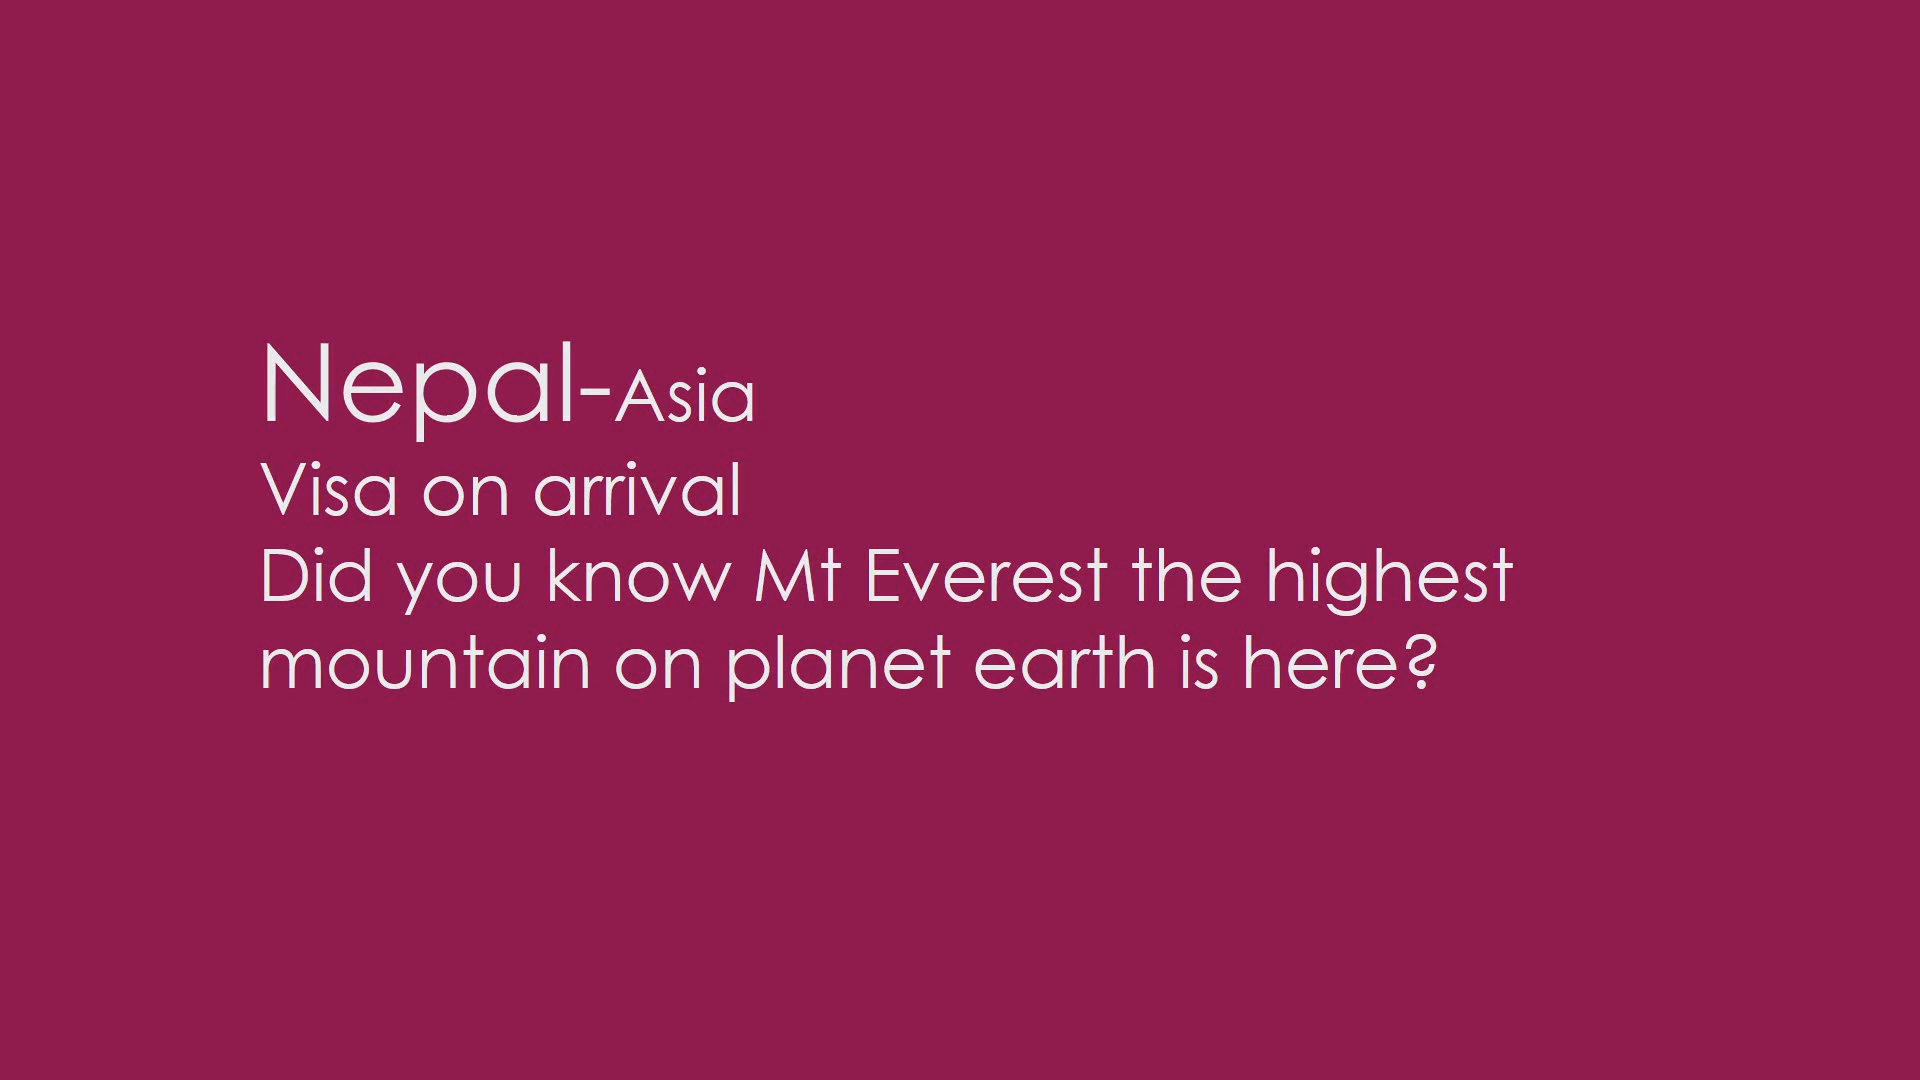 Nepal-Asia
Visa on arrival
Did you know Mt Everest the highest
mountain on planet earth is here?